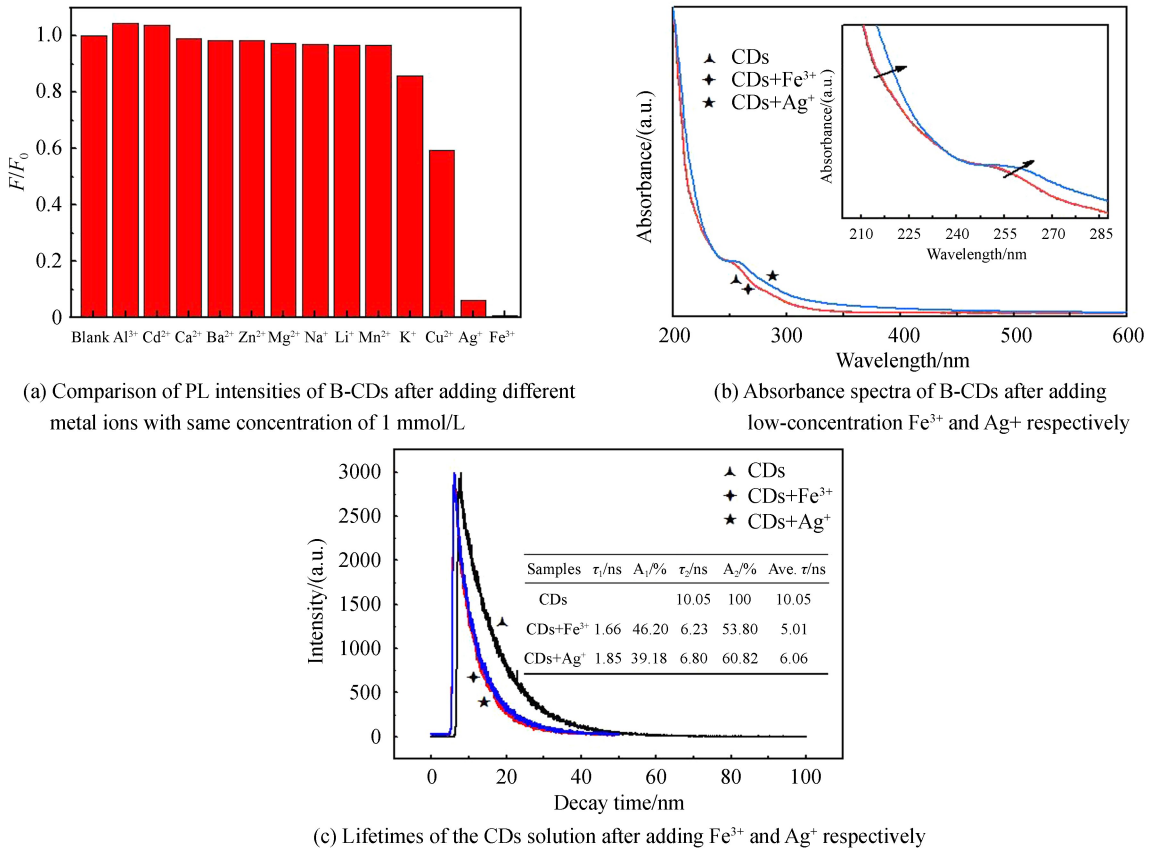 1.0
0.8
0.6
0.4
0.2
0
F/F₀
Blank Al³⁺ Cd²⁺ Ca²⁺ Ba²⁺ Zn²⁺ Mg²⁺ Na⁺ Li⁺ Mn²⁺ K⁺ Cu²⁺ Ag⁺ Fe³⁺
(a) Comparison of PL intensities of B-CDs after adding different
metal ions with same concentration of 1 mmol/L
Absorbance/(a.u.)
CDs
CDs+Fe³⁺
CDs+Ag⁺
Absorbance/(a.u.)
210 225 240 255 270 285
Wavelength/nm
200 300 400 500 600
Wavelength/nm
(b) Absorbance spectra of B-CDs after adding
low-concentration Fe³⁺ and Ag+ respectively
3000
2500
2000
1500
1000
500
0
Intensity/(a.u.)
CDs
CDs+Fe³⁺
CDs+Ag⁺
Samples τ₁/ns A₁/% τ₂/ns A₂/% Ave. τ/ns
CDs 10.05 100 10.05
CDs+Fe³⁺ 1.66 46.20 6.23 53.80 5.01
CDs+Ag⁺ 1.85 39.18 6.80 60.82 6.06
0 20 40 60 80 100
Decay time/nm
(c) Lifetimes of the CDs solution after adding Fe³⁺ and Ag⁺ respectively